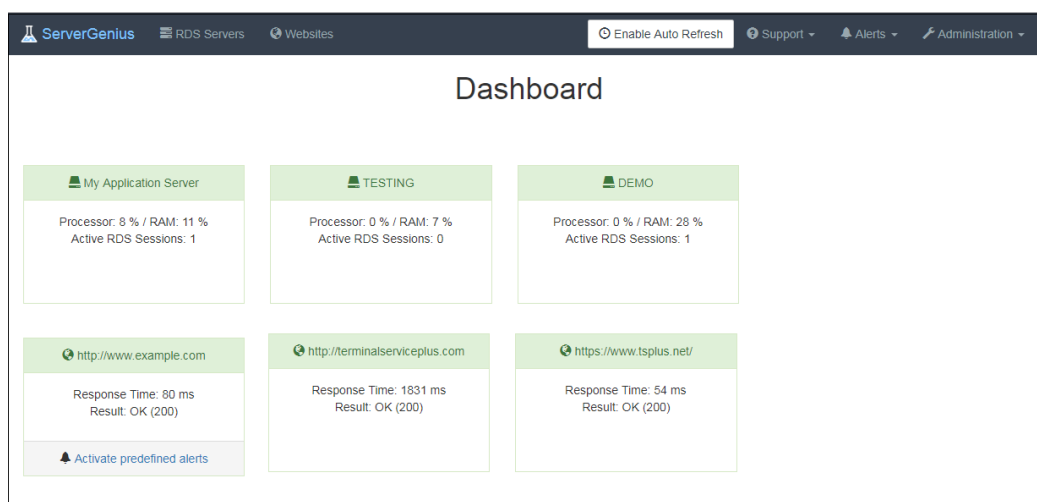 ServerGenius RDS Servers Websites Enable Auto Refresh Support Alerts Administration
Dashboard
My Application Server
Processor: 8 % / RAM: 11 %
Active RDS Sessions: 1
TESTING
Processor: 0 % / RAM: 7 %
Active RDS Sessions: 0
DEMO
Processor: 0 % / RAM: 28 %
Active RDS Sessions: 1
http://www.example.com
Response Time: 80 ms
Result: OK (200)
Activate predefined alerts
http://terminalserviceplus.com
Response Time: 1831 ms
Result: OK (200)
https://www.tsplus.net/
Response Time: 54 ms
Result: OK (200)